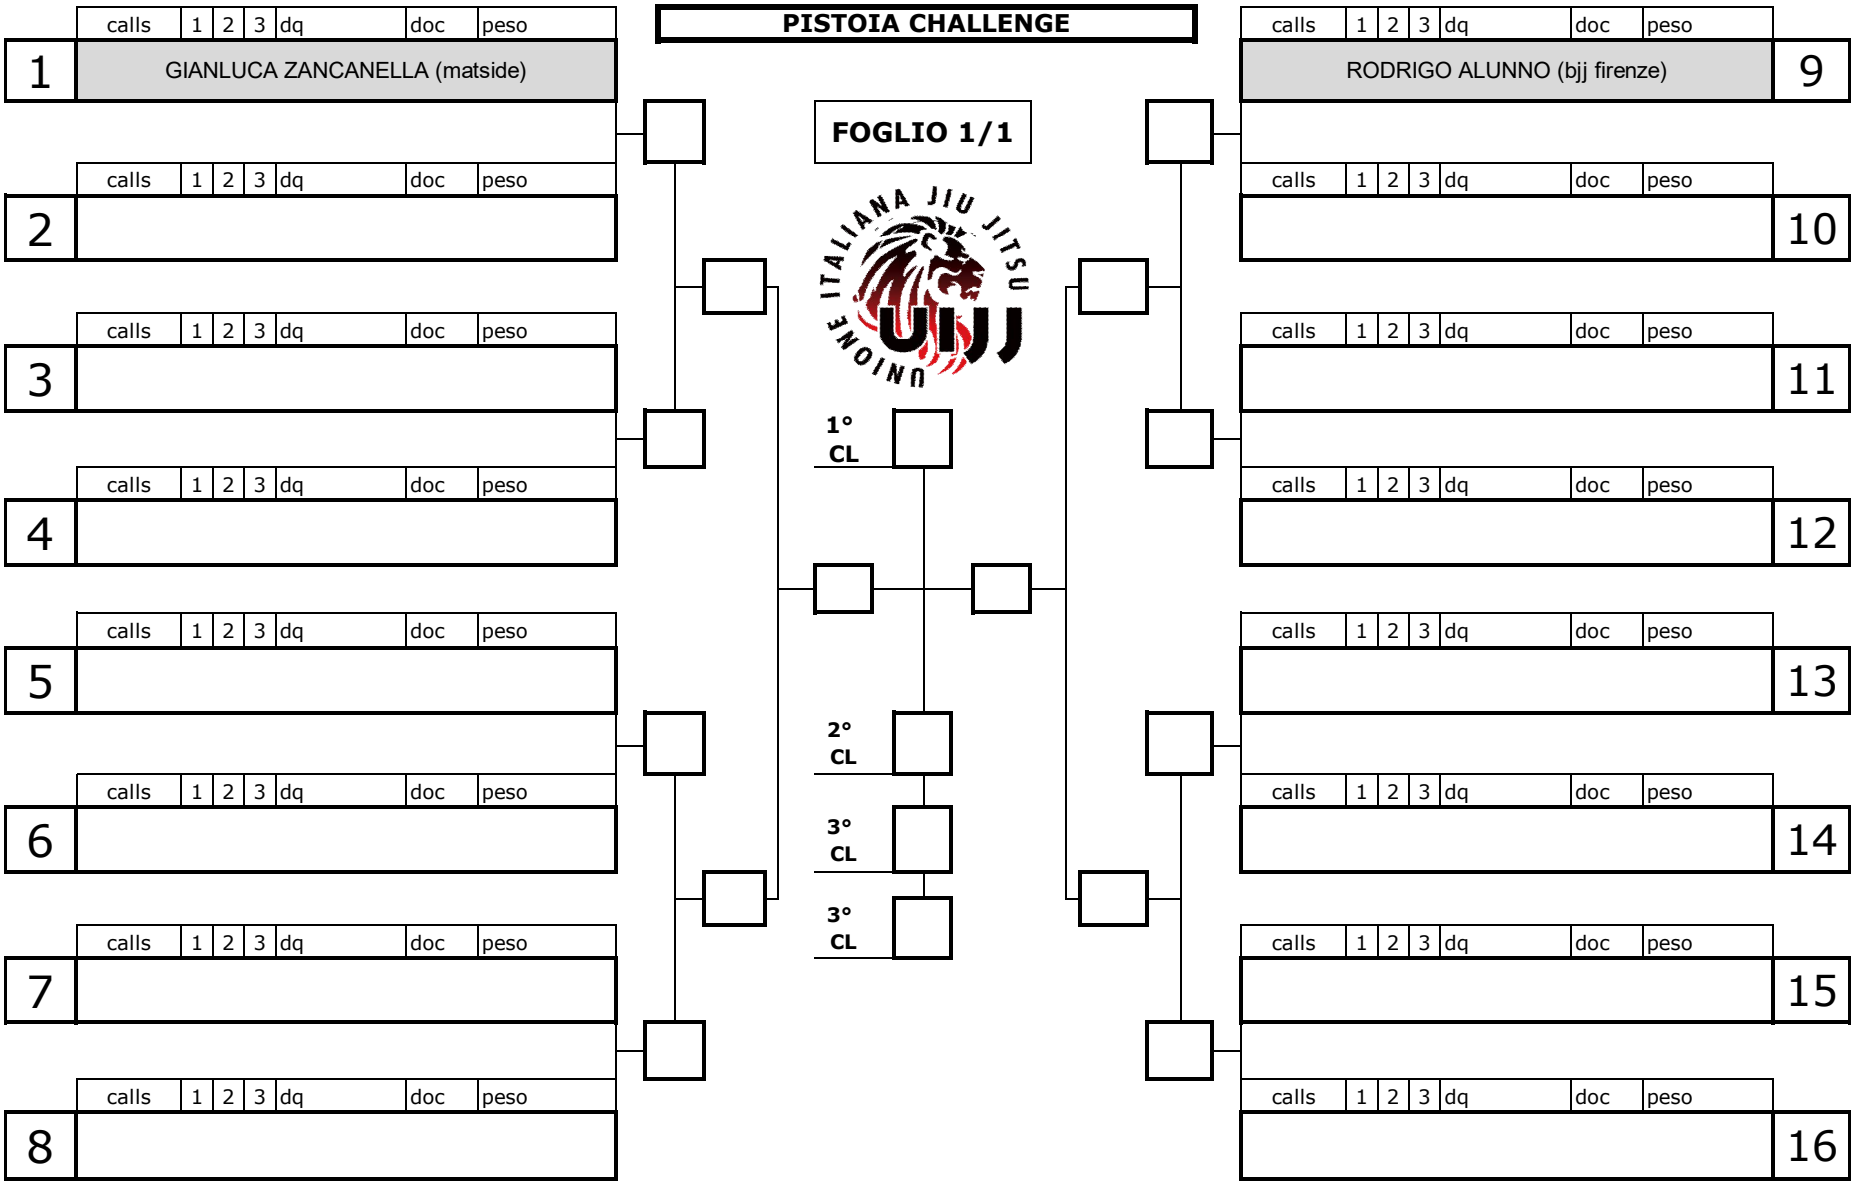 PISTOIA CHALLENGE
FOGLIO 1/1
UNIONE ITALIANA JIU JITSU
UIJJ
calls 1 2 3 dq doc peso
1 GIANLUCA ZANCANELLA (matside)
calls 1 2 3 dq doc peso
2
calls 1 2 3 dq doc peso
3
calls 1 2 3 dq doc peso
4
calls 1 2 3 dq doc peso
5
calls 1 2 3 dq doc peso
6
calls 1 2 3 dq doc peso
7
calls 1 2 3 dq doc peso
8
1°
CL
2°
CL
3°
CL
3°
CL
calls 1 2 3 dq doc peso
RODRIGO ALUNNO (bjj firenze) 9
calls 1 2 3 dq doc peso
10
calls 1 2 3 dq doc peso
11
calls 1 2 3 dq doc peso
12
calls 1 2 3 dq doc peso
13
calls 1 2 3 dq doc peso
14
calls 1 2 3 dq doc peso
15
calls 1 2 3 dq doc peso
16